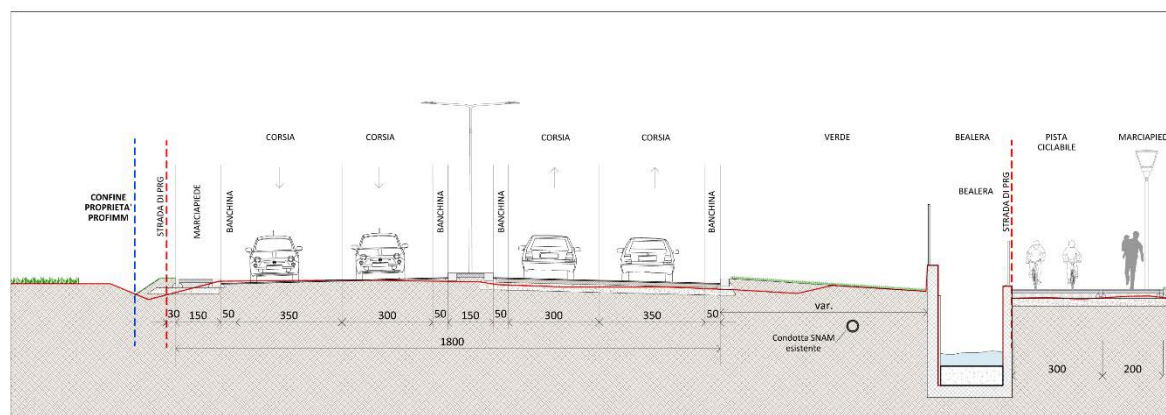 CORSIA
CORSIA
CORSIA
CORSIA
VERDE
BEALERA
PISTA
CICLABILE
MARCIAPIED
CONFINE
PROPRIETA'
PROFIMM
STRADA DI PRG
MARCIAPIEDE
BANCHINA
BANCHINA
BANCHINA
BANCHINA
BEALERA
STRADA DI PRG
30
150
50
350
300
50
150
50
300
350
50
var.
1800
Condotta SNAM
esistente
300
200